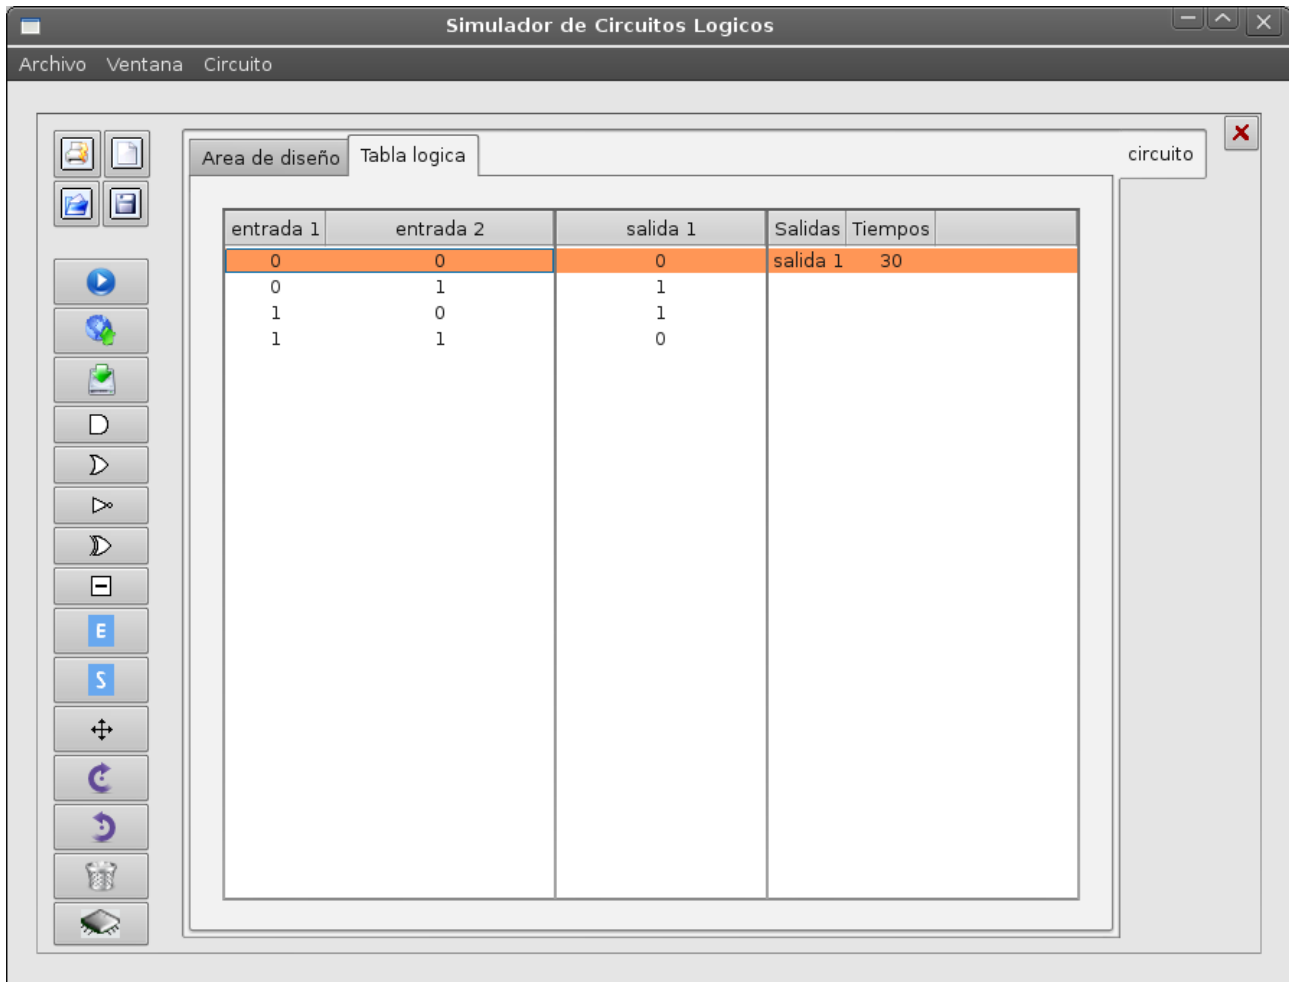 Simulador de Circuitos Logicos
Archivo Ventana Circuito
Area de diseño Tabla logica circuito
entrada 1 entrada 2 salida 1 Salidas Tiempos
0 0 0 salida 1 30
0 1 1
1 0 1
1 1 0
E
S